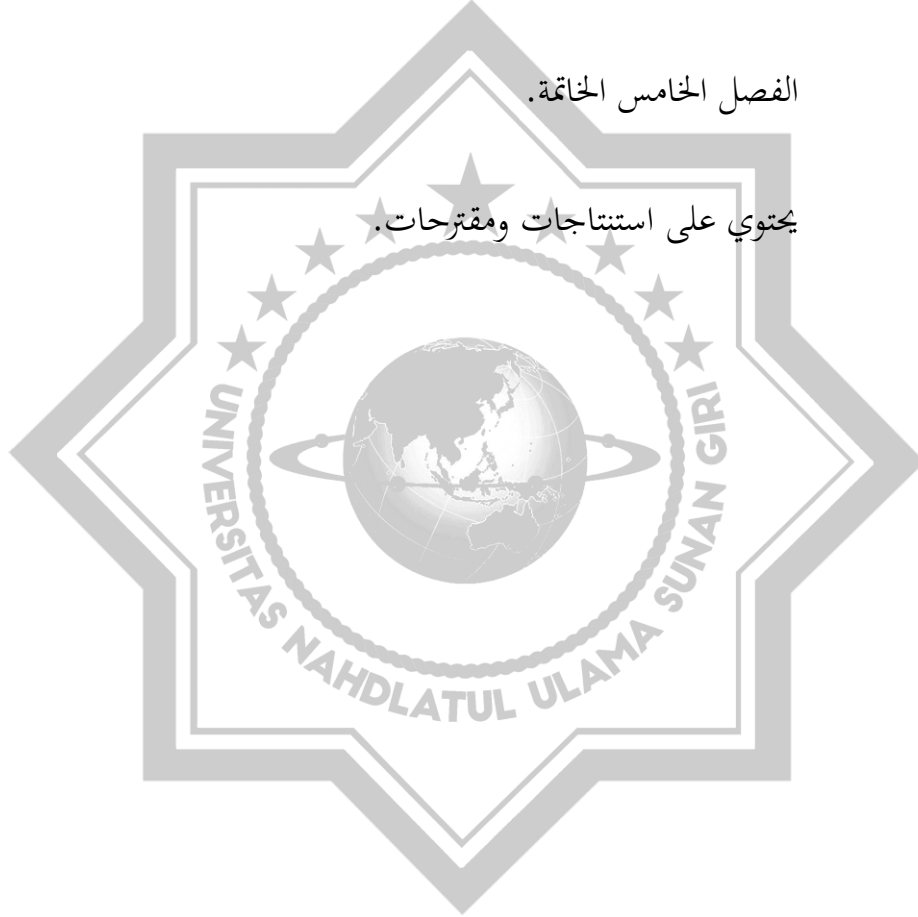 الفصل الخامس الخاتمة.
يحتوي على استنتاجات ومقترحات.
UNIVERSITAS NAHDLATUL ULAMA SUNAN GIRI